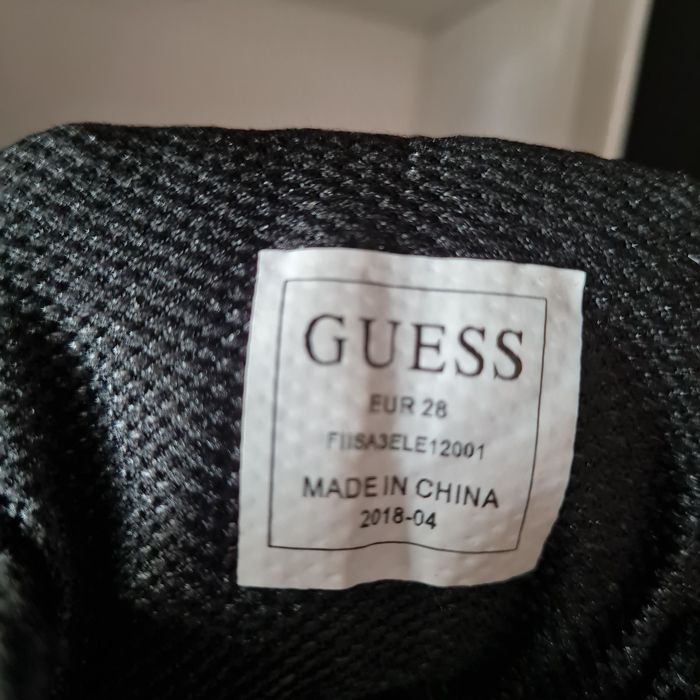 GUESS
EUR 28
FIISA3ELE12001
MADE IN CHINA
2018-04